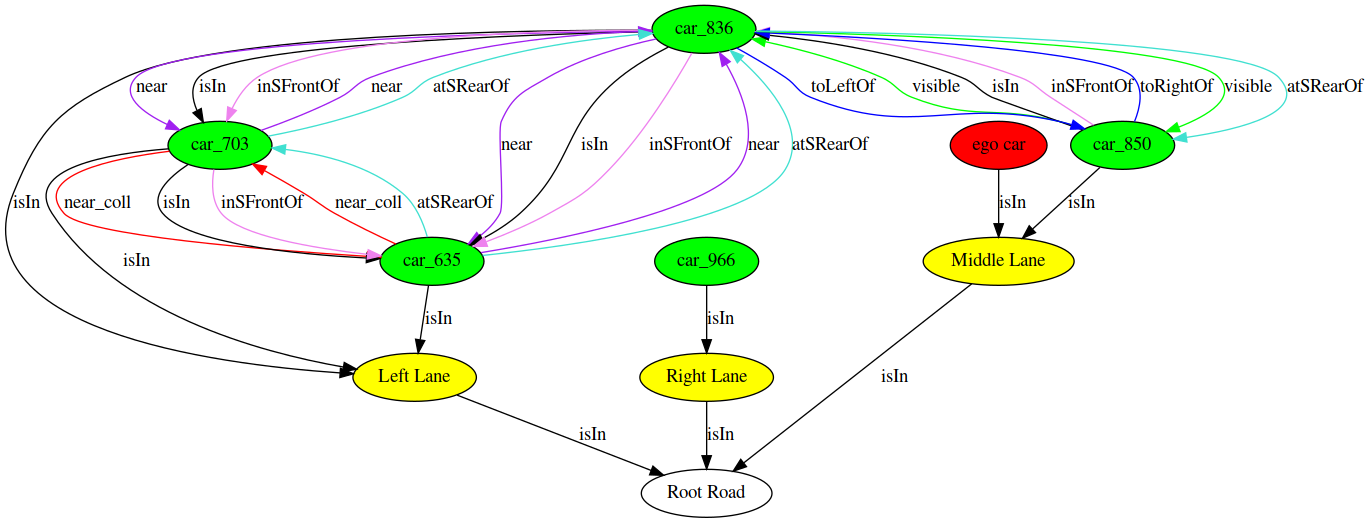 car_836
near
isIn
inSFrontOf
near
atSRearOf
toLeftOf
visible
isIn
inSFrontOf
toRightOf
visible
atSRearOf
car_703
near
isIn
inSFrontOf
near
atSRearOf
ego car
car_850
isIn
near_coll
isIn
inSFrontOf
near_coll
atSRearOf
isIn
isIn
isIn
car_635
car_966
Middle Lane
isIn
isIn
Left Lane
Right Lane
isIn
isIn
isIn
Root Road